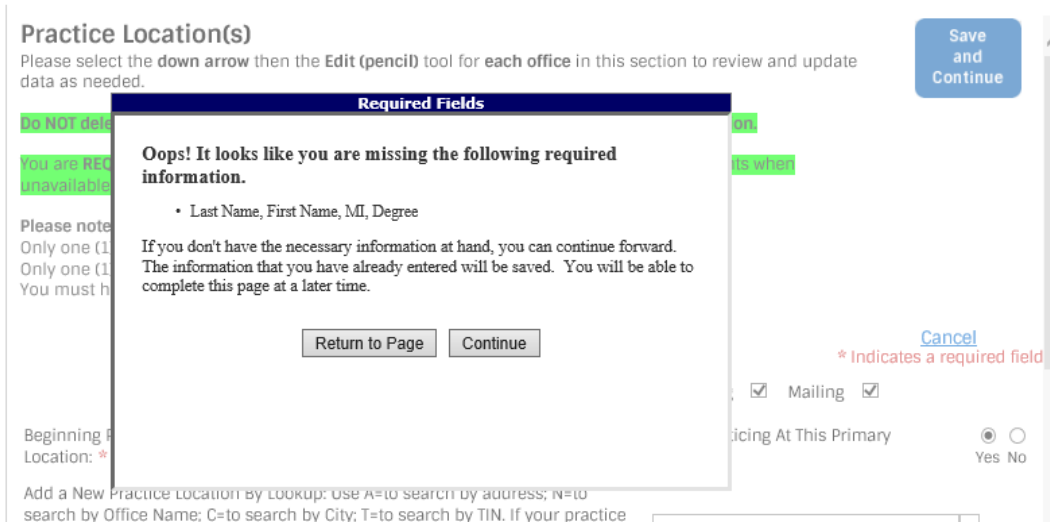 Practice Location(s)
Please select the down arrow then the Edit (pencil) tool for each office in this section to review and update
data as needed.
Save
and
Continue
Required Fields
Do NOT dele
on.
Oops! It looks like you are missing the following required
information.
You are REQ
ts when
unavailable
• Last Name, First Name, MI, Degree
Please note
Only one (1
Only one (1
You must h
If you don't have the necessary information at hand, you can continue forward.
The information that you have already entered will be saved.  You will be able to
complete this page at a later time.
Return to Page
Continue
Cancel
* Indicates a required field
Mailing
Beginning
Location: *
ticing At This Primary
Yes No
Add a New Practice Location By Lookup: Use A=to search by address; N=to
search by Office Name; C=to search by City; T=to search by TIN. If your practice